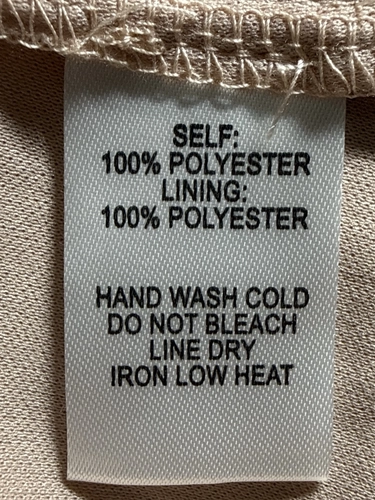 SELF:
100% POLYESTER
LINING:
100% POLYESTER
HAND WASH COLD
DO NOT BLEACH
LINE DRY
IRON LOW HEAT